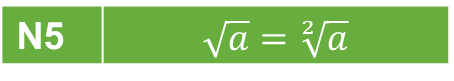 N5 √a = ²√a